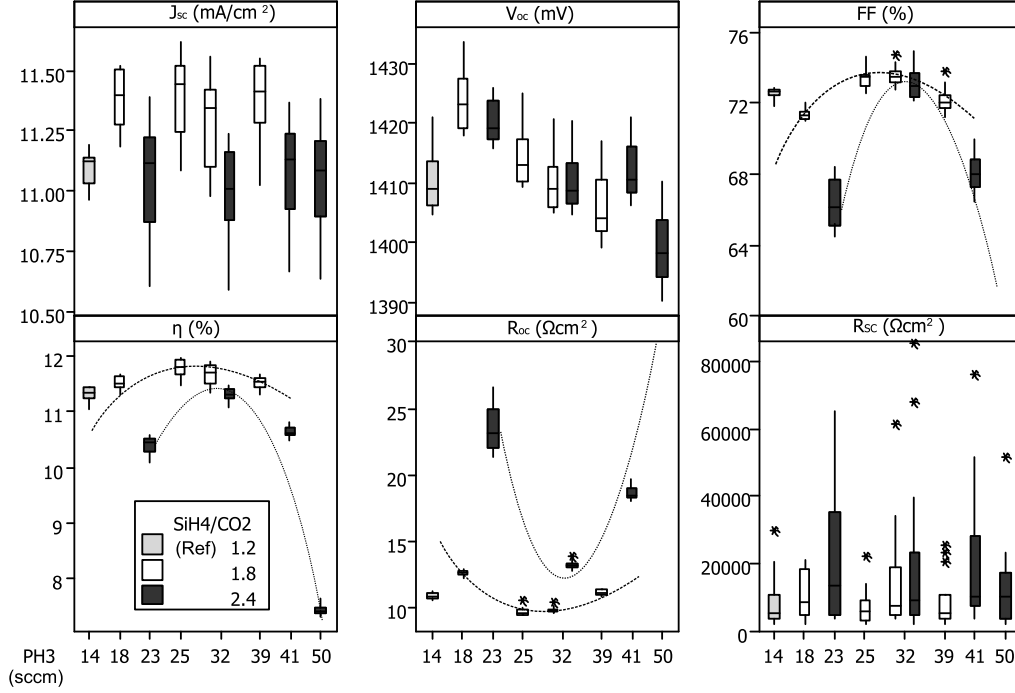 Jsc (mA/cm 2)
Voc (mV)
FF (%)
11.50
11.25
11.00
10.75
10.50
1430
1420
1410
1400
1390
76
72
68
64
60
η (%)
Roc (Ωcm2 )
RSC (Ωcm2 )
12
11
10
9
8
SiH4/CO2
(Ref) 1.2
1.8
2.4
30
25
20
15
10
80000
60000
40000
20000
0
PH3 14 18 23 25 32 39 41 50
(sccm)
14 18 23 25 32 39 41 50
14 18 23 25 32 39 41 50